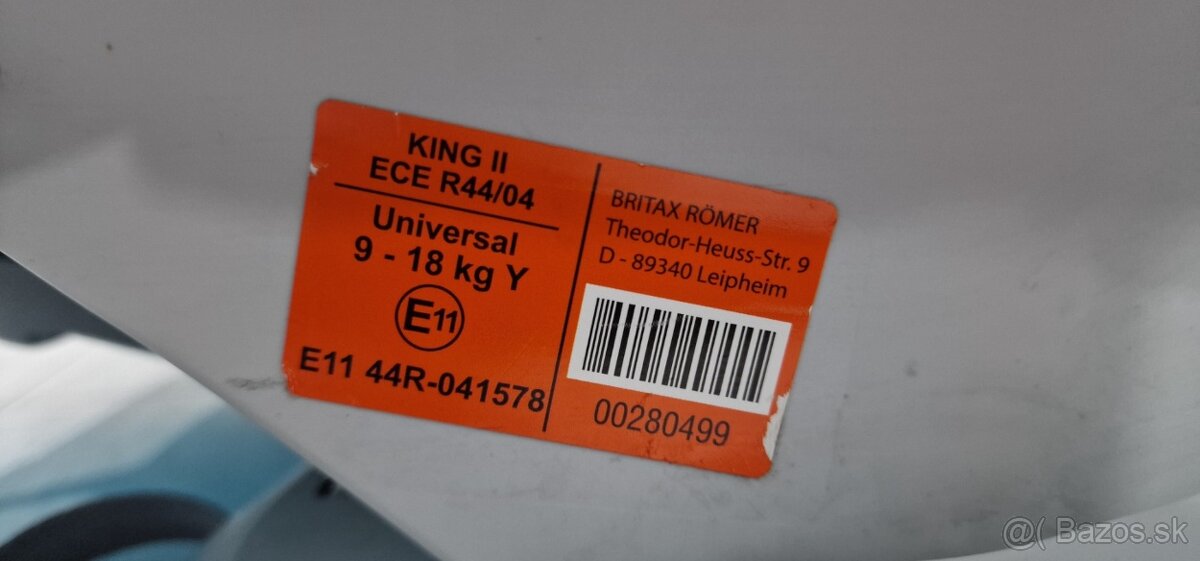 KING II
ECE R44/04
Universal
9 - 18 kg Y
E11
E11 44R-041578
BRITAX RÖMER
Theodor-Heuss-Str. 9
D - 89340 Leipheim
00280499
@( Bazos.sk